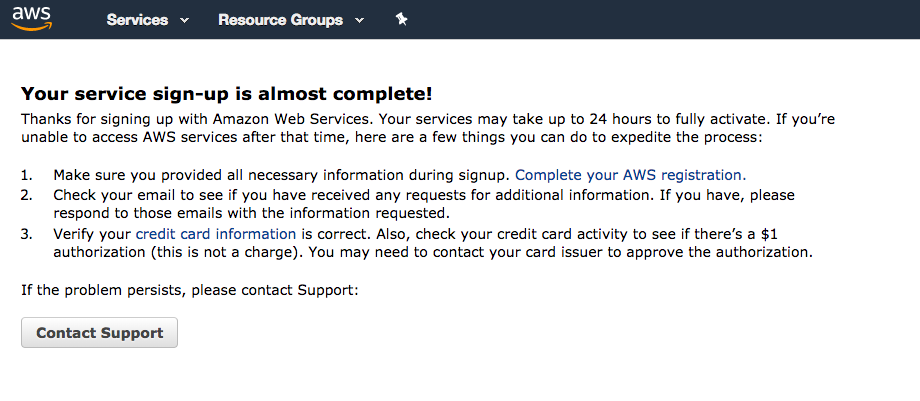 aws Services Resource Groups
Your service sign-up is almost complete!
Thanks for signing up with Amazon Web Services. Your services may take up to 24 hours to fully activate. If you’re
unable to access AWS services after that time, here are a few things you can do to expedite the process:
1. Make sure you provided all necessary information during signup. Complete your AWS registration.
2. Check your email to see if you have received any requests for additional information. If you have, please
respond to those emails with the information requested.
3. Verify your credit card information is correct. Also, check your credit card activity to see if there’s a $1
authorization (this is not a charge). You may need to contact your card issuer to approve the authorization.
If the problem persists, please contact Support:
Contact Support